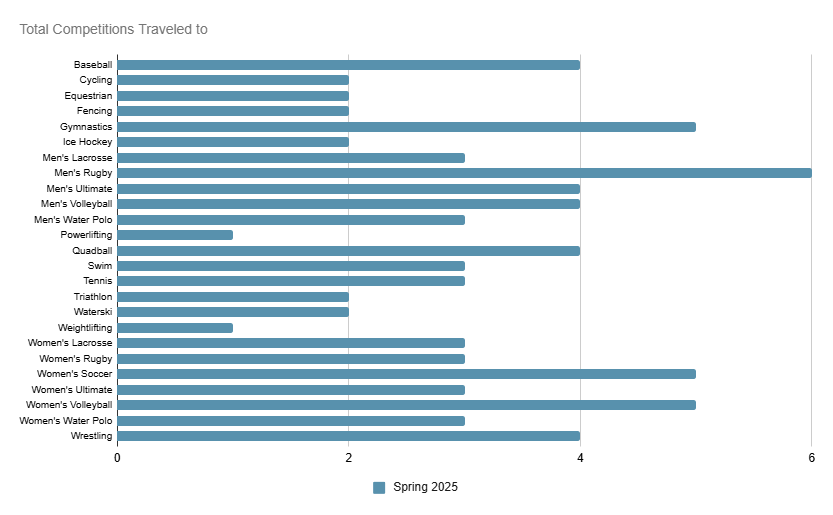 Total Competitions Traveled to
Baseball
Cycling
Equestrian
Fencing
Gymnastics
Ice Hockey
Men's Lacrosse
Men's Rugby
Men's Ultimate
Men's Volleyball
Men's Water Polo
Powerlifting
Quadball
Swim
Tennis
Triathlon
Waterski
Weightlifting
Women's Lacrosse
Women's Rugby
Women's Soccer
Women's Ultimate
Women's Volleyball
Women's Water Polo
Wrestling
0 2 4 6
Spring 2025